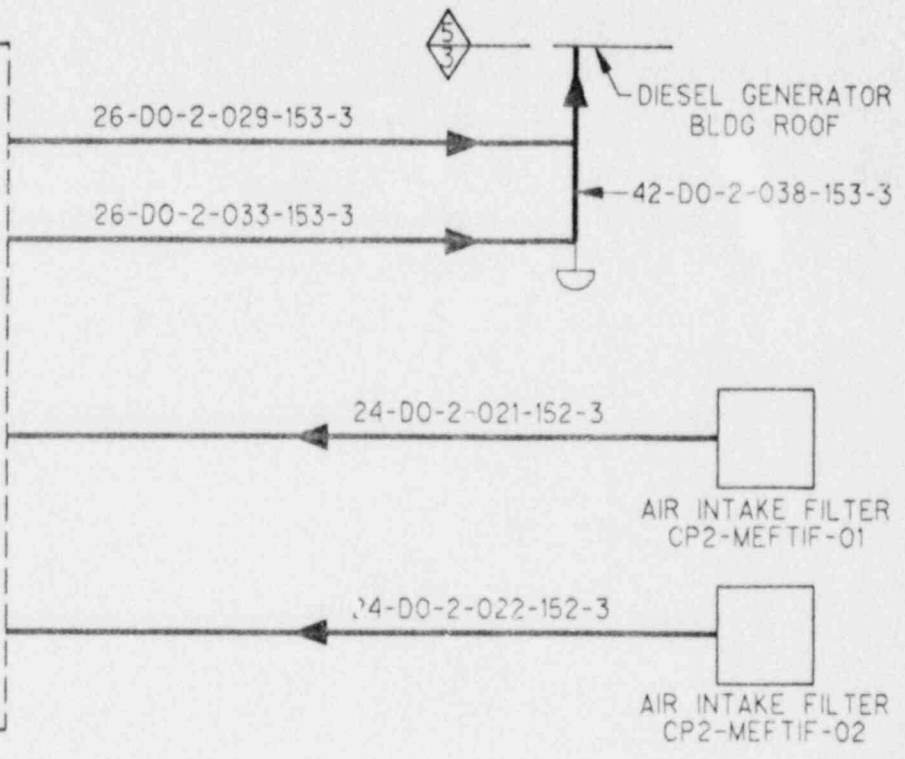 5
3
DIESEL GENERATOR
BLDG ROOF
26-DO-2-029-153-3
42-DO-2-038-153-3
26-DO-2-033-153-3
24-DO-2-021-152-3
AIR INTAKE FILTER
CP2-MEFTIF-01
24-DO-2-022-152-3
AIR INTAKE FILTER
CP2-MEFTIF-02